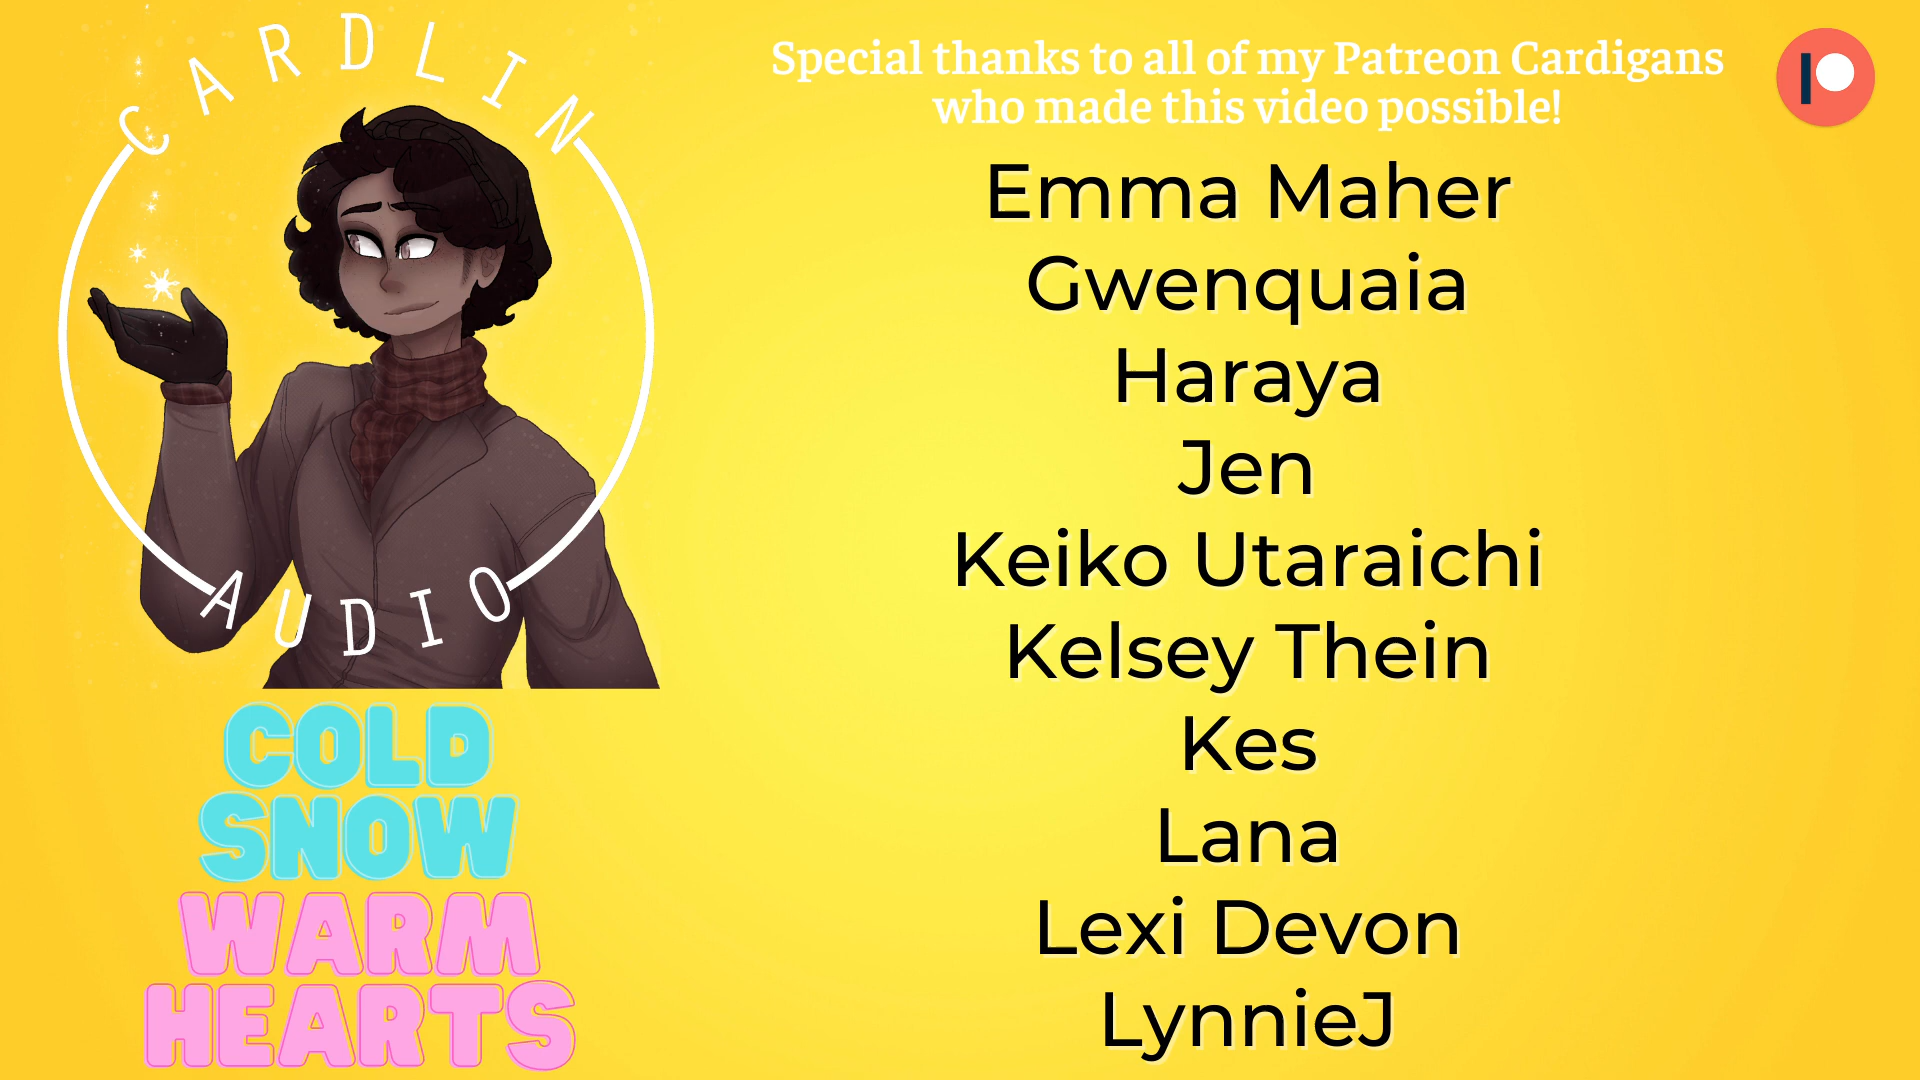 CARDLIN
AUDIO
COLD
SNOW
WARM
HEARTS
Special thanks to all of my Patreon Cardigans
who made this video possible!
Emma Maher
Gwenquaia
Haraya
Jen
Keiko Utaraichi
Kelsey Thein
Kes
Lana
Lexi Devon
LynnieJ